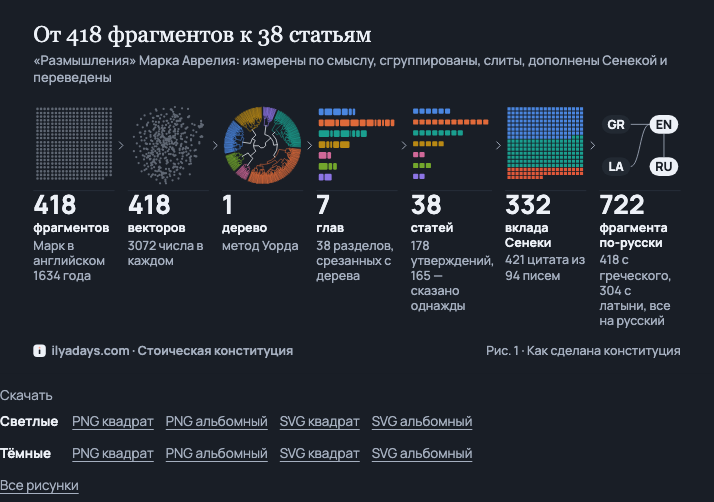 От 418 фрагментов к 38 статьям
«Размышления» Марка Аврелия: измерены по смыслу, сгруппированы, слиты, дополнены Сенекой и
переведены
GR
EN
LA
RU
418
фрагментов
Марк в
английском
1634 года
418
векторов
3072 числа в
каждом
1
дерево
метод Уорда
7
глав
38 разделов,
срезанных с
дерева
38
статей
178
утверждений,
165 —
сказано
однажды
332
вклада
Сенеки
421 цитата из
94 писем
722
фрагмента
по-русски
418 с
греческого,
304 с
латыни, все
на русский
i ilyadays.com · Стоическая конституция
Рис. 1 · Как сделана конституция
Скачать
Светлые PNG квадрат PNG альбомный SVG квадрат SVG альбомный
Тёмные PNG квадрат PNG альбомный SVG квадрат SVG альбомный
Все рисунки